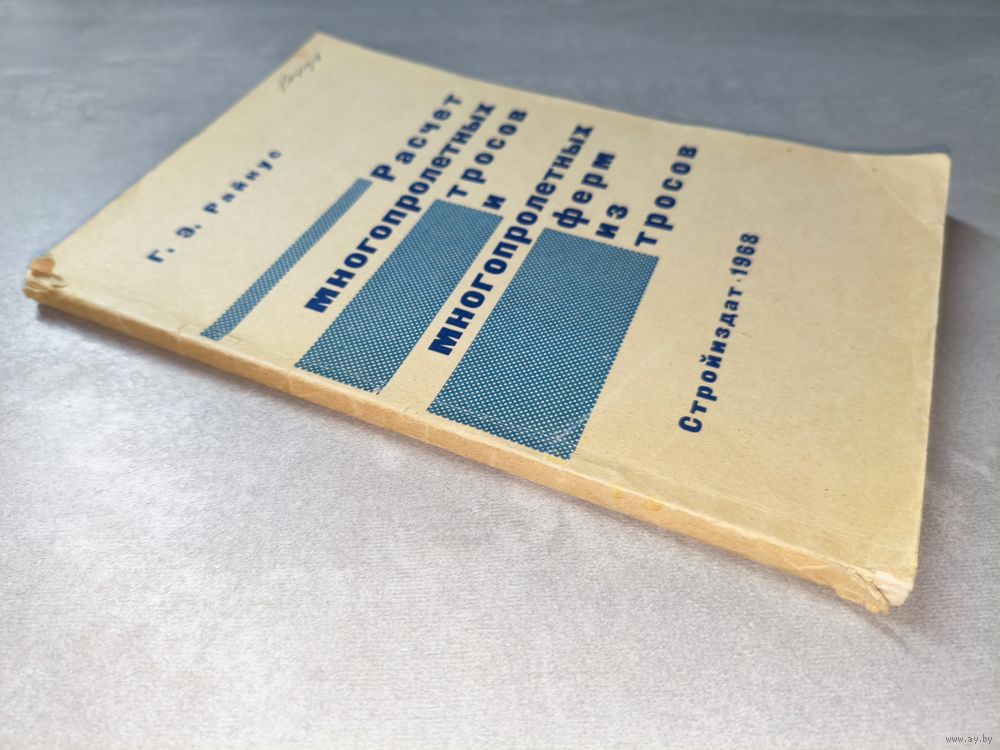 Г. Э. Райнус
Расчет
многопролетных
тросов
и
многопролетных
ферм
из
тросов
Стройиздат·1968
www.ay.by